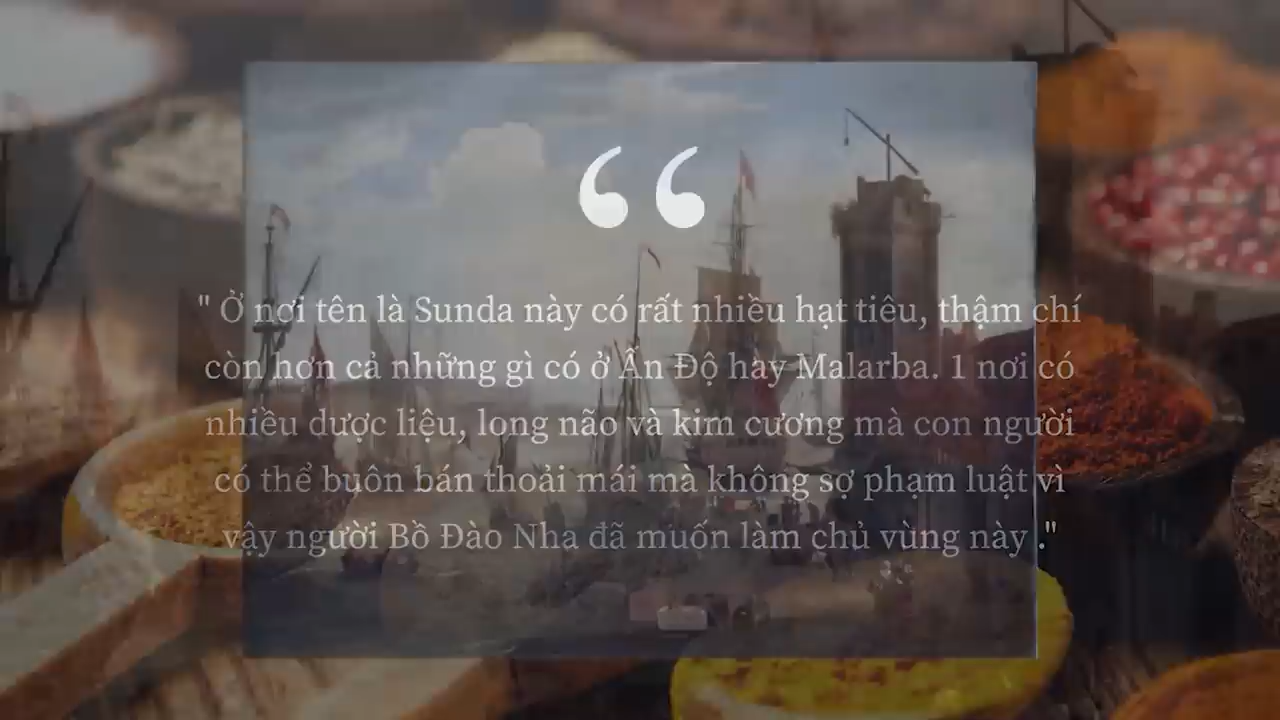 " Ở nơi tên là Sunda này có rất nhiều hạt tiêu, thậm chí
còn hơn cả những gì có ở Ấn Độ hay Malarba. 1 nơi có
nhiều dược liệu, long não và kim cương mà con người
có thể buôn bán thoải mái mà không sợ phạm luật vì
vậy người Bồ Đào Nha đã muốn làm chủ vùng này ."